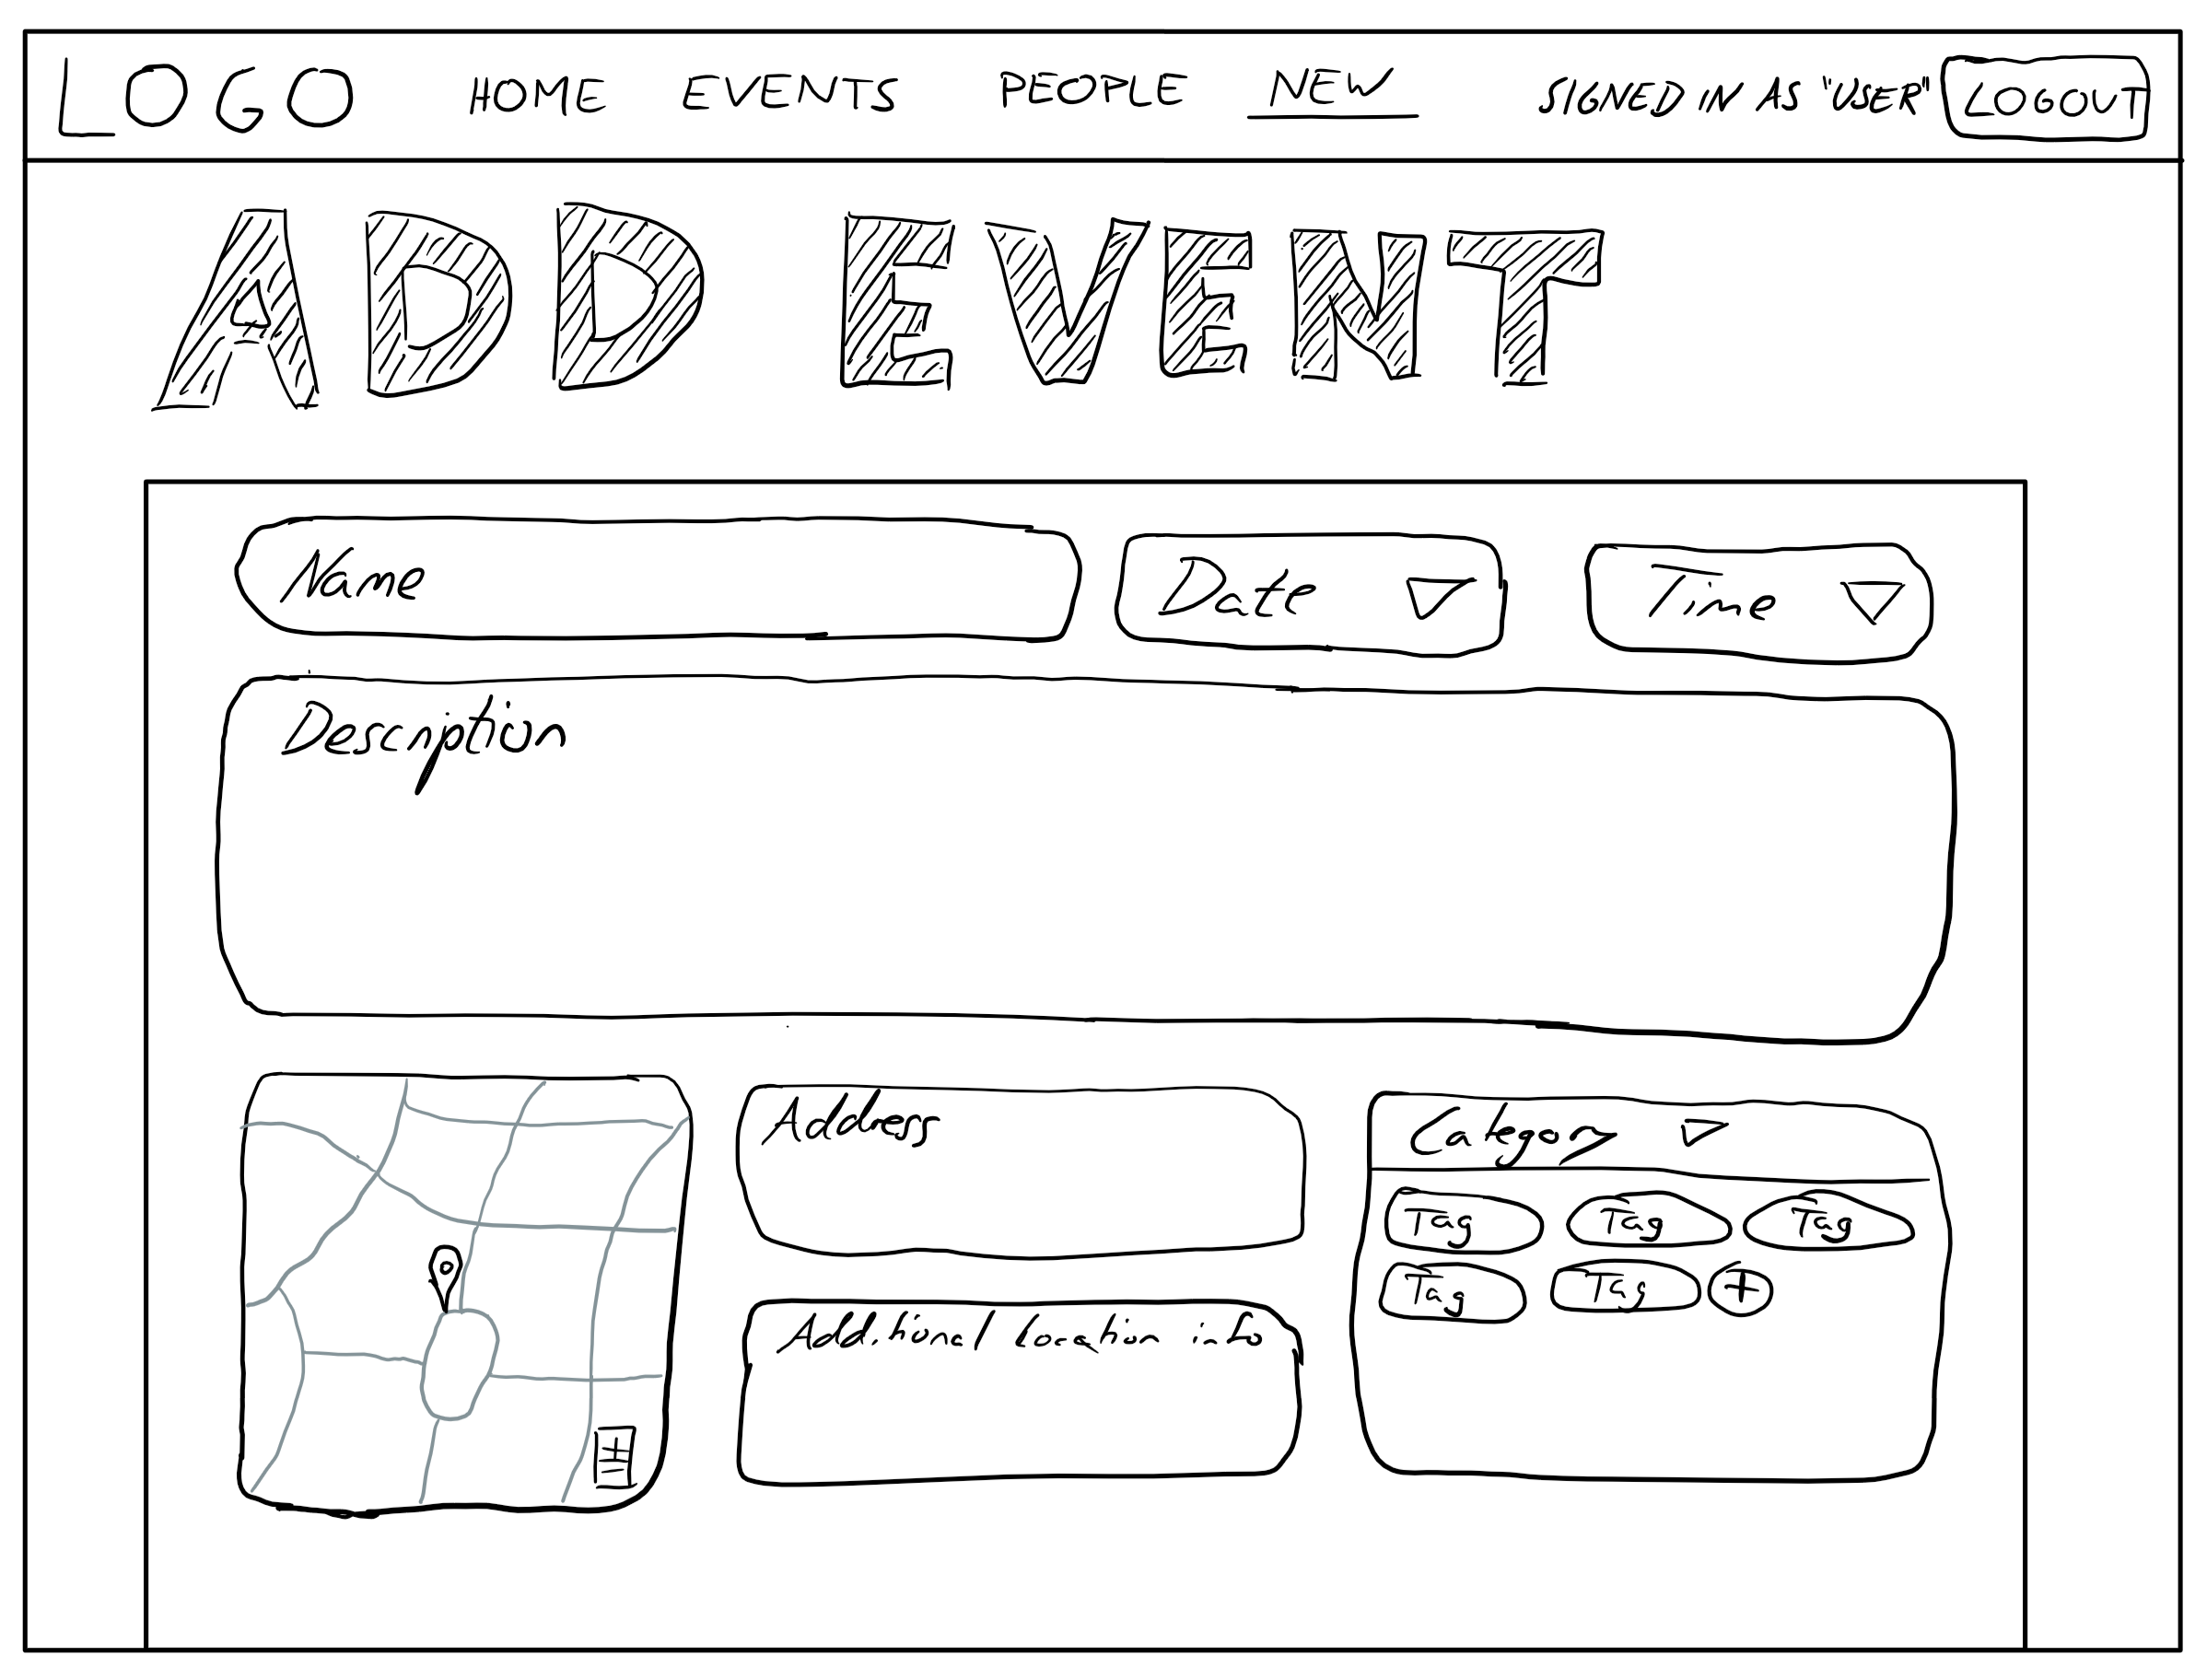 LOGO HOME EVENTS PEOPLE NEW SIGNED IN AS "USER" LOGOUT
ADD EVENT
Name Date Time
Description
Address
Additional location info
Category
Tag Tag Tag
Tag Tag +